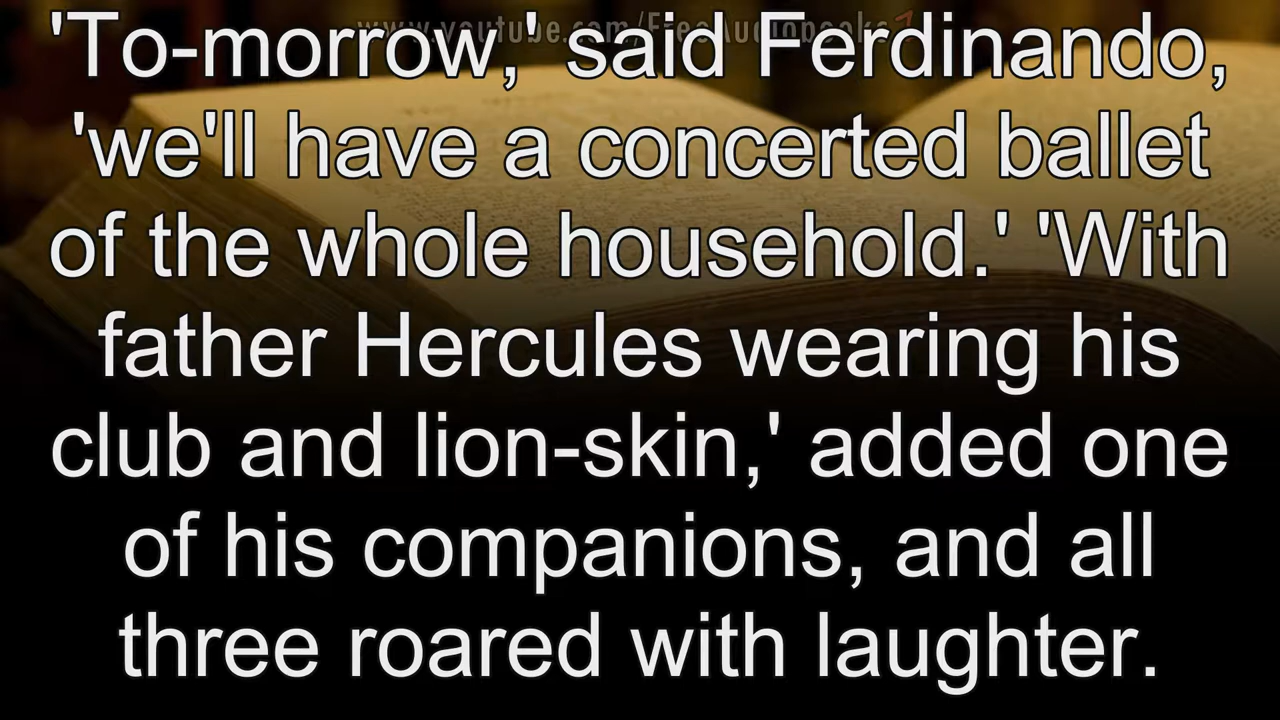 www.youtube.com/FreeAudiobooks
'To-morrow,' said Ferdinando,
'we'll have a concerted ballet
of the whole household.' 'With
father Hercules wearing his
club and lion-skin,' added one
of his companions, and all
three roared with laughter.